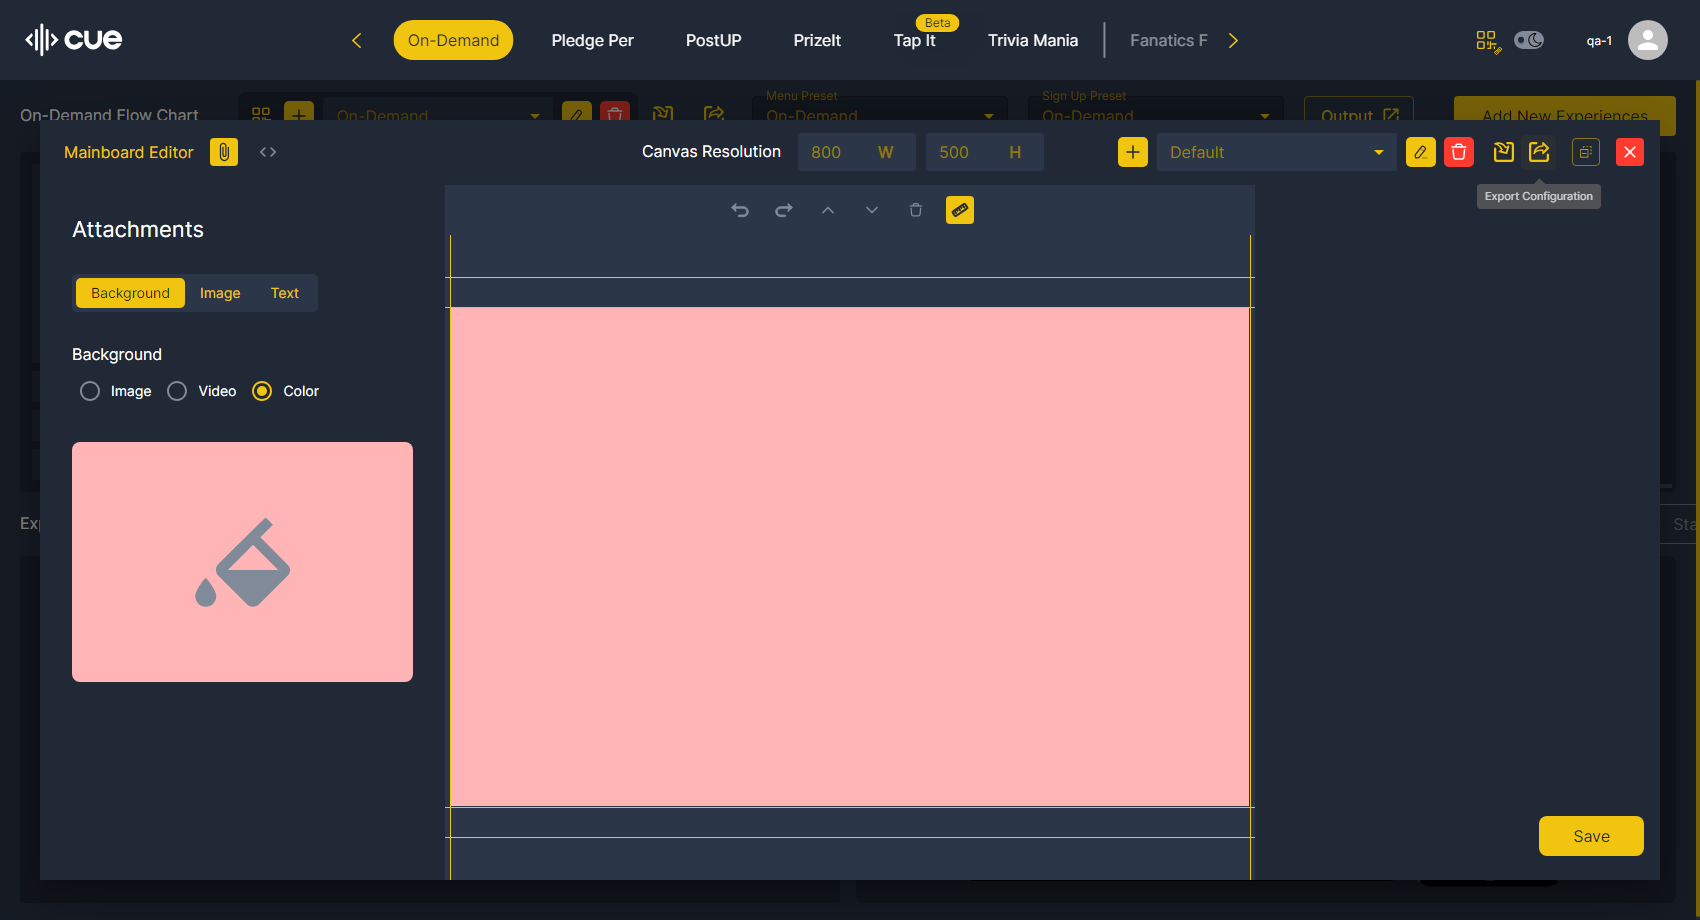 cue
On-Demand
Pledge Per
PostUP
PrizeIt
Beta
Tap It
Trivia Mania
Fanatics F
qa-1
On-Demand Flow Chart
On-Demand
Menu Preset
On-Demand
Sign Up Preset
On-Demand
Output
Add New Experiences
Mainboard Editor
Canvas Resolution
800 W
500 H
Default
Export Configuration
Attachments
Background
Image
Text
Background
Image
Video
Color
Exp
Sta
Save